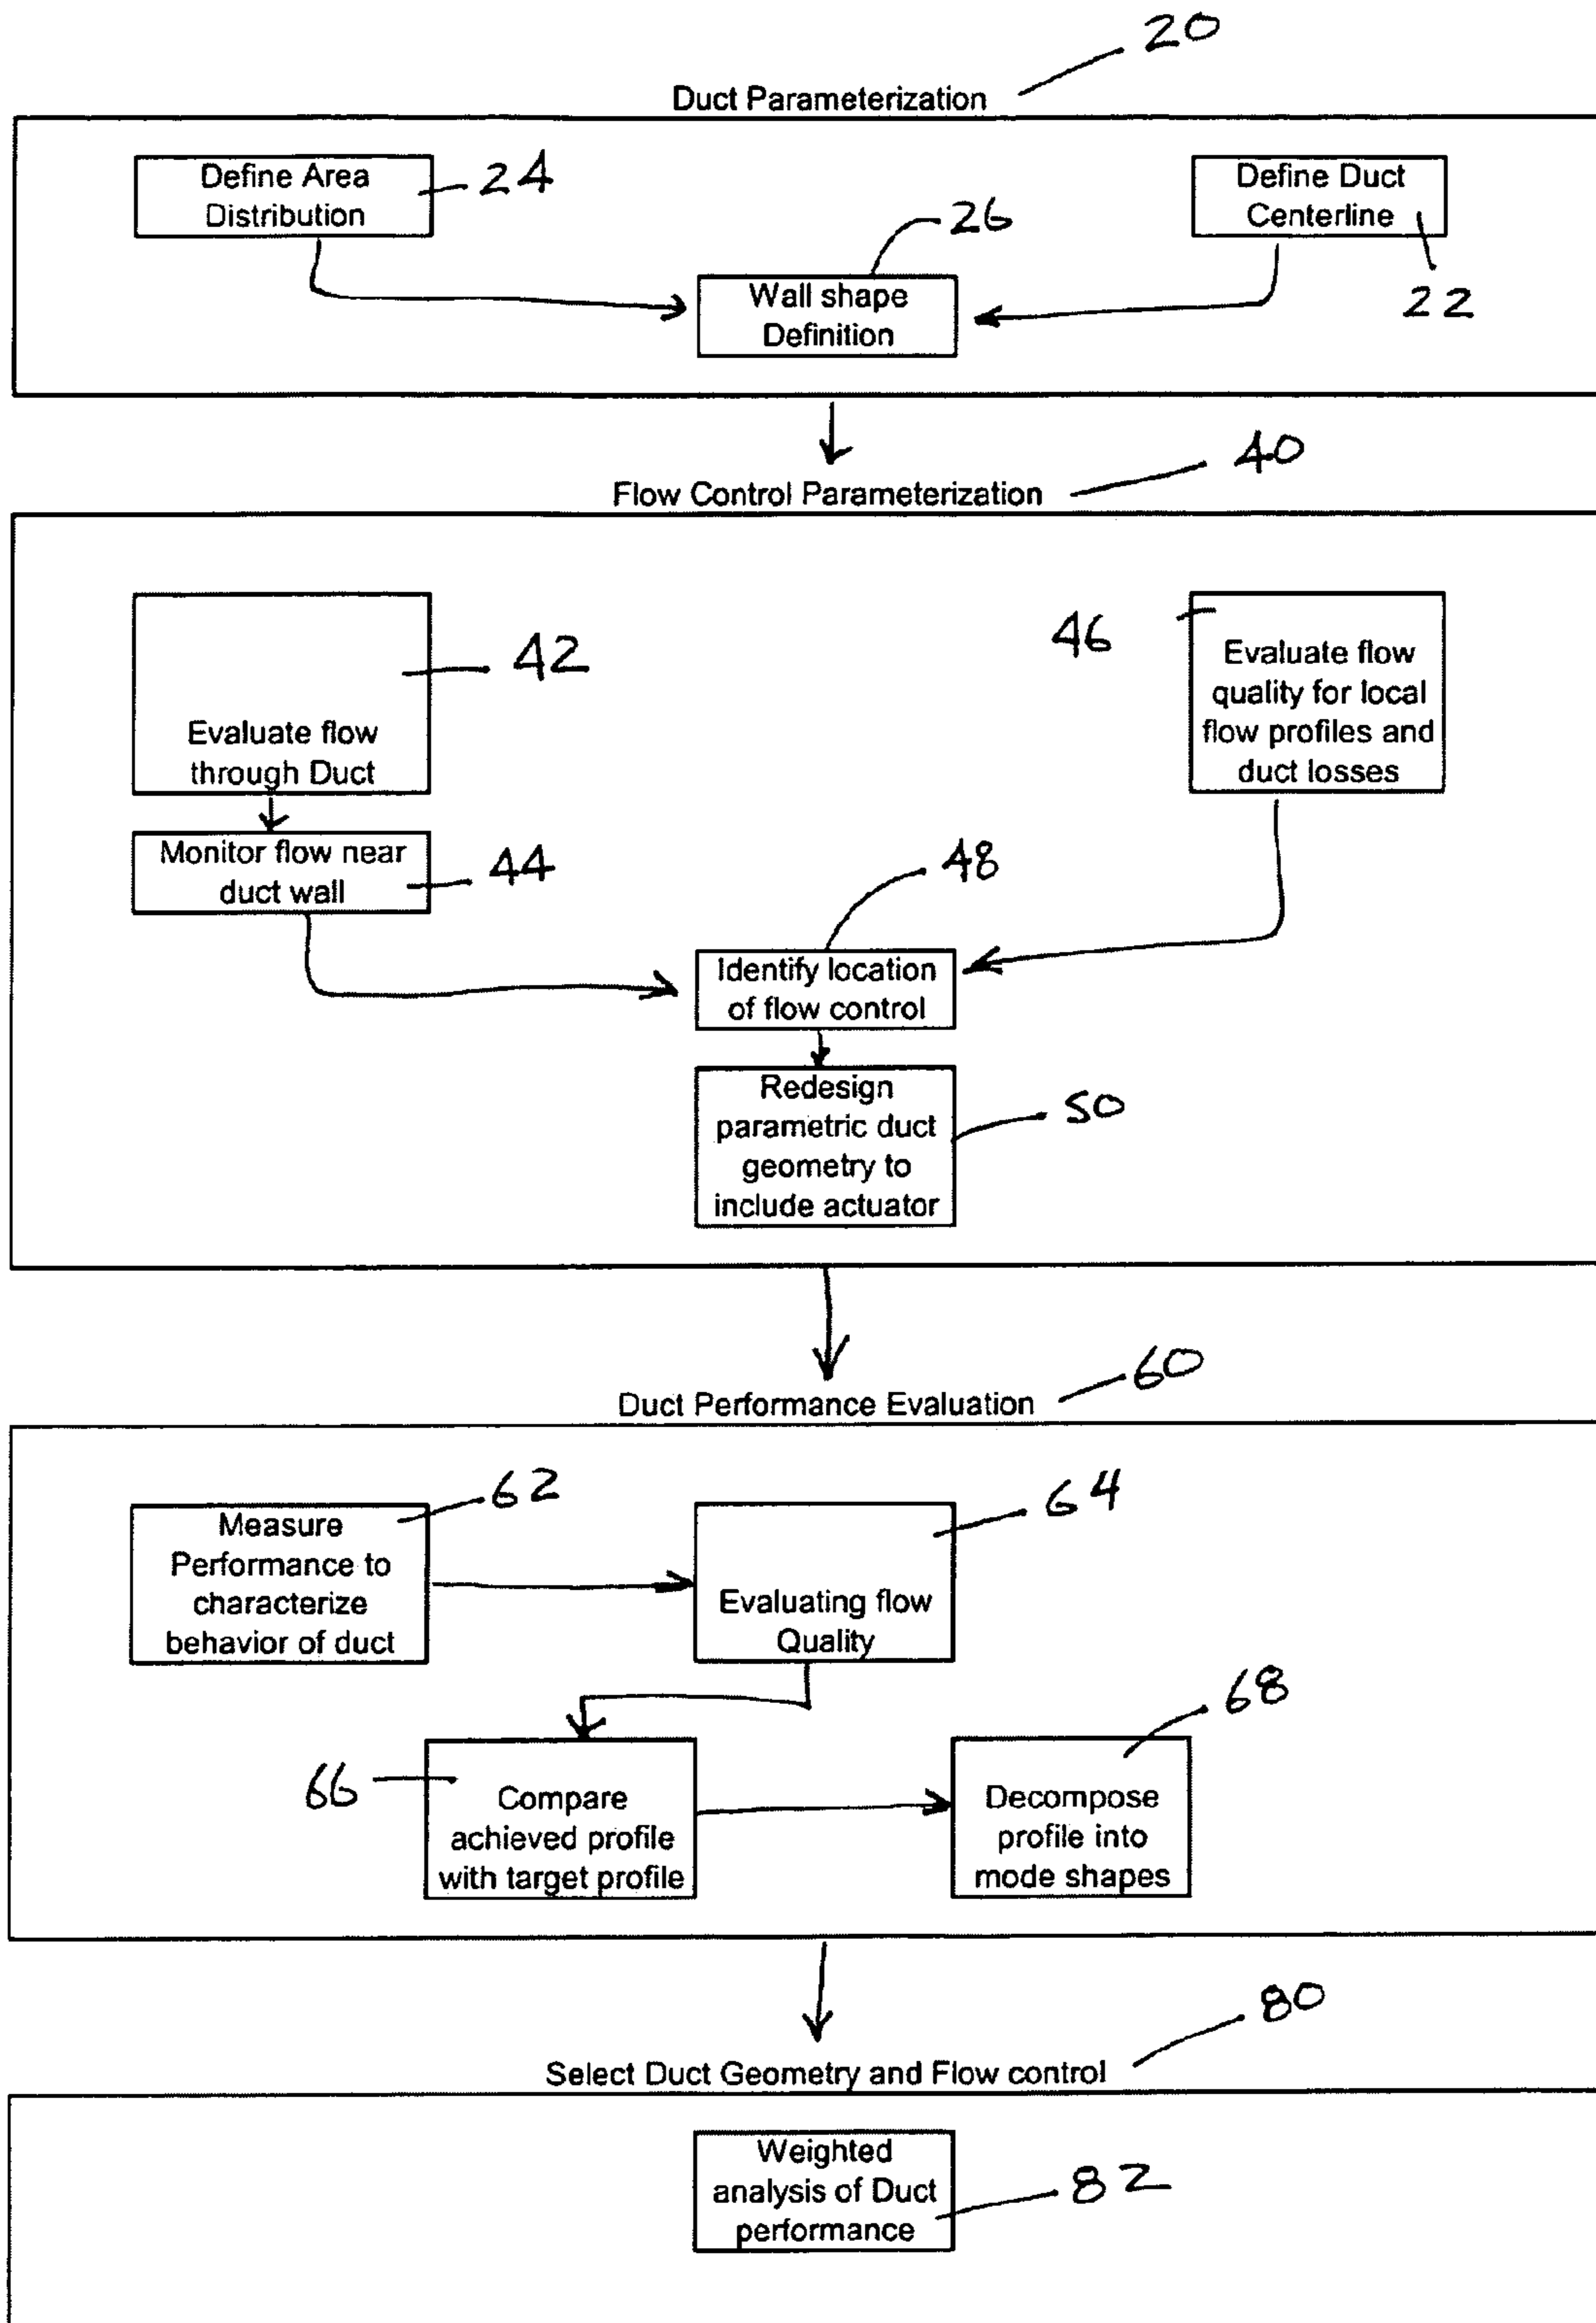 20
Duct Parameterization
Define Area
Distribution
24
Define Duct
Centerline
22
26
Wall shape
Definition
40
Flow Control Parameterization
42
Evaluate flow
through Duct
46
Evaluate flow
quality for local
flow profiles and
duct losses
Monitor flow near
duct wall
44
48
Identify location
of flow control
Redesign
parametric duct
geometry to
include actuator
50
60
Duct Performance Evaluation
62
Measure
Performance to
characterize
behavior of duct
64
Evaluating flow
Quality
66
Compare
achieved profile
with target profile
68
Decompose
profile into
mode shapes
80
Select Duct Geometry and Flow control
Weighted
analysis of Duct
performance
82